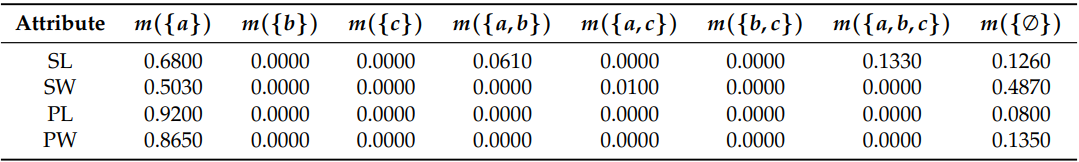 Attribute m({a}) m({b}) m({c}) m({a,b}) m({a,c}) m({b,c}) m({a,b,c}) m({∅})
SL 0.6800 0.0000 0.0000 0.0610 0.0000 0.0000 0.1330 0.1260
SW 0.5030 0.0000 0.0000 0.0000 0.0100 0.0000 0.0000 0.4870
PL 0.9200 0.0000 0.0000 0.0000 0.0000 0.0000 0.0000 0.0800
PW 0.8650 0.0000 0.0000 0.0000 0.0000 0.0000 0.0000 0.1350